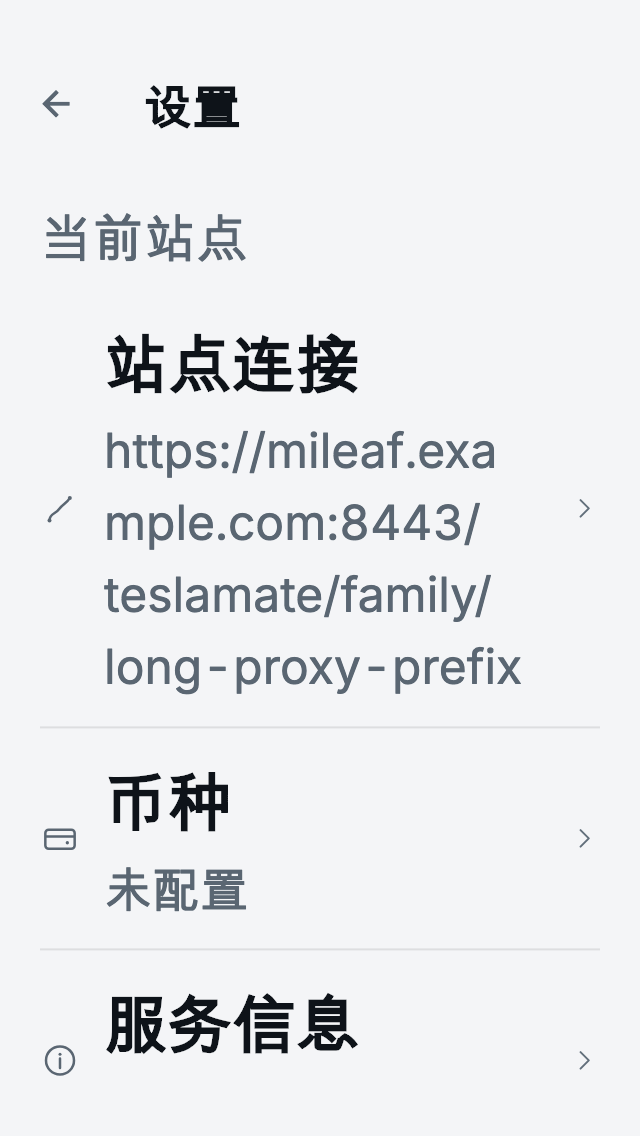 设置
当前站点
站点连接
https://mileaf.exa
mple.com:8443/
teslamate/family/
long-proxy-prefix
币种
未配置
服务信息